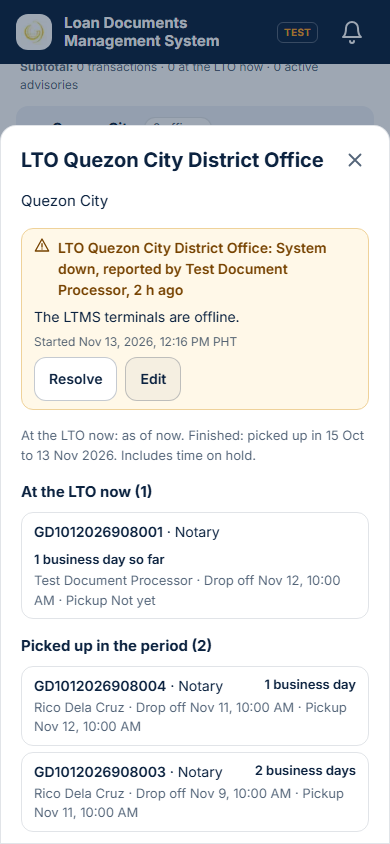 Loan Documents
Management System
TEST
Subtotal: 0 transactions · 0 at the LTO now · 0 active
advisories
LTO Quezon City District Office
Quezon City
LTO Quezon City District Office: System
down, reported by Test Document
Processor, 2 h ago
The LTMS terminals are offline.
Started Nov 13, 2026, 12:16 PM PHT
Resolve
Edit
At the LTO now: as of now. Finished: picked up in 15 Oct
to 13 Nov 2026. Includes time on hold.
At the LTO now (1)
GD1012026908001 · Notary
1 business day so far
Test Document Processor · Drop off Nov 12, 10:00
AM · Pickup Not yet
Picked up in the period (2)
GD1012026908004 · Notary
1 business day
Rico Dela Cruz · Drop off Nov 11, 10:00 AM · Pickup
Nov 12, 10:00 AM
GD1012026908003 · Notary
2 business days
Rico Dela Cruz · Drop off Nov 9, 10:00 AM · Pickup
Nov 11, 10:00 AM